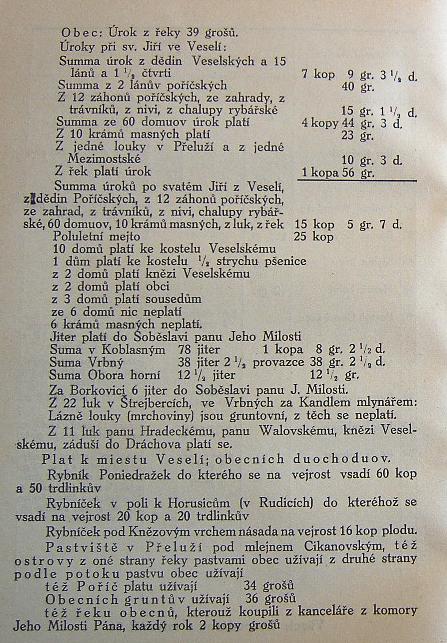 Obec: Úrok z řeky 39 grošů.
Úroky při sv. Jiří ve Veselí:
Summa úrok z dědin Veselských a 15
lánů a 1 ½ čtvrti 7 kop 9 gr. 3 ½ d.
Summa z 2 lánův poříčských 40 gr.
Z 12 záhonů poříčských, ze zahrady, z
trávníků, z nivi, z chalupy rybářské 15 gr. 1 ½ d.
Summa ze 60 domuov úrok platí 4 kopy 44 gr. 3 d.
Z 10 krámů masných platí 23 gr.
Z jedné louky v Přeluží a z jedné
Mezimostské 10 gr. 3 d.
Z řek platí úrok 1 kopa 56 gr.
Summa úroků po svatém Jiří z Veselí,
z dědin Poříčských, z 12 záhonů poříčských,
ze zahrad, z trávníků, z nivi, chalupy rybář-
ské, 60 domuov, 10 krámů masných, z luk, z řek 15 kop 5 gr. 7 d.
Poluletní mejto 25 kop
10 domů platí ke kostelu Veselskému
1 dům platí ke kostelu ½ strychu pšenice
z 2 domů platí knězi Veselskému
z 2 domů platí obci
z 3 domů platí sousedům
ze 6 domů nic neplatí
6 krámů masných neplatí.
Jiter platí do Soběslavi panu Jeho Milosti
Suma v Koblasným 78 jiter 1 kopa 8 gr. 2 ½ d.
Suma Vrbný 38 jiter 2 ½ provazce 38 gr. 2 ½ d.
Suma Obora horní 12 ½ jiter 12 ½ gr.
Za Borkovici 6 jiter do Soběslavi panu J. Milosti.
Z 22 luk v Štrejbercích, ve Vrbných za Kandlem mlynářem:
Lázně louky (mrchoviny) jsou gruntovní, z těch se neplatí.
Z 11 luk panu Hradeckému, panu Walovskému, knězi Vesel-
skému, záduší do Dráchova platí se.
Plat k miestu Veselí; obecních duochoduov.
Rybník Poniedražek do kterého se na vejrost vsadí 60 kop
a 50 trdlinkův
Rybníček v poli k Horusicům (v Rudicích) do kteréhož se
vsadí na vejrost 20 kop a 20 trdlinkův
Rybníček pod Knězovým vrchem násada na vejrost 16 kop plodu.
Pastviště v Přeluží pod mlejnem Cikanovským, též
ostrovy z oné strany řeky pastvami obec užívají z druhé strany
podle potoku pastvu obec užívají
též Poříč platu užívají 34 grošů
Obecních gruntův užívají 36 grošů
též řeku obecnů, kterouž koupili z kanceláře z komory
Jeho Milosti Pána, každý rok 2 kopy grošů